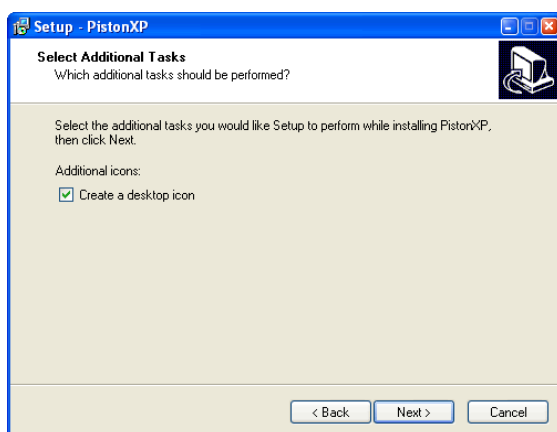 Setup - PistonXP
Select Additional Tasks
Which additional tasks should be performed?
Select the additional tasks you would like Setup to perform while installing PistonXP,
then click Next.
Additional icons:
Create a desktop icon
< Back
Next >
Cancel